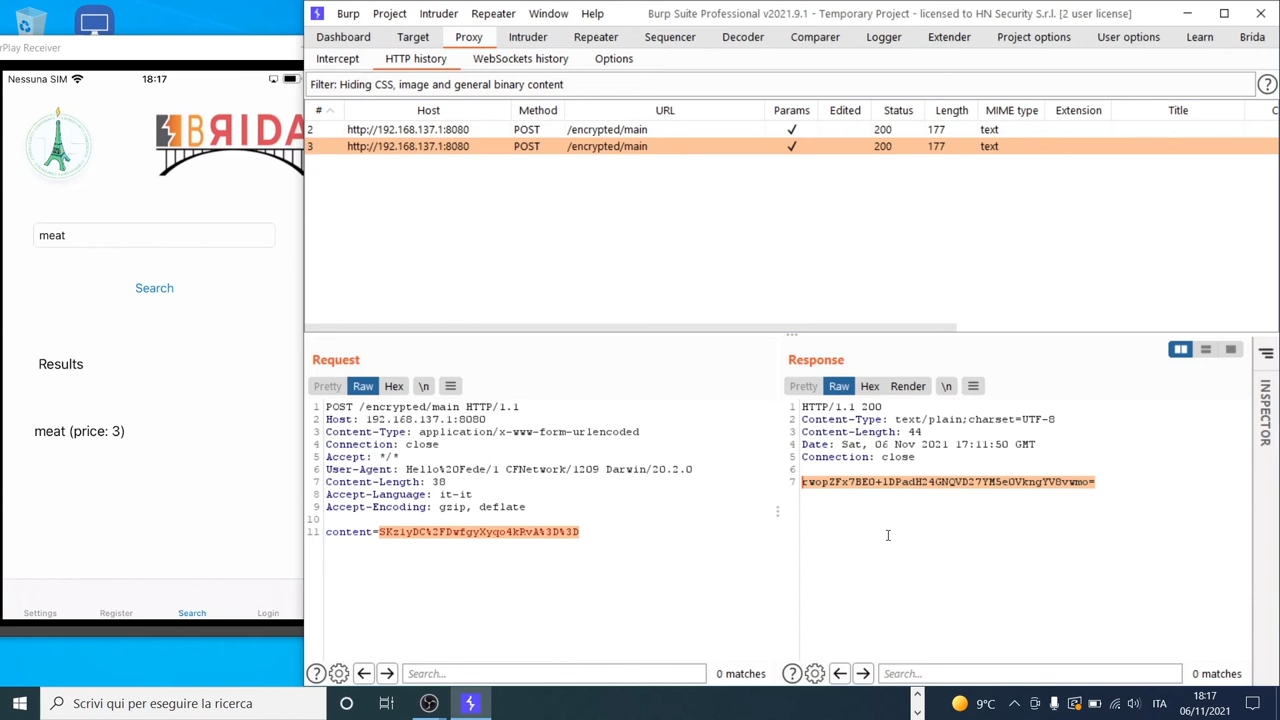 Burp Project Intruder Repeater Window Help Burp Suite Professional v2021.9.1 - Temporary Project - licensed to HN Security S.r.l. [2 user license]
rPlay Receiver
Dashboard Target Proxy Intruder Repeater Sequencer Decoder Comparer Logger Extender Project options User options Learn Brida
Intercept HTTP history WebSockets history Options
Nessuna SIM 18:17
Filter: Hiding CSS, image and general binary content
# Host Method URL Params Edited Status Length MIME type Extension Title C
2 http://192.168.137.1:8080 POST /encrypted/main ✓ 200 177 text
3 http://192.168.137.1:8080 POST /encrypted/main ✓ 200 177 text
BRIDA
meat
Search
Results
meat (price: 3)
Settings Register Search Login
Request
Pretty Raw Hex \n
1 POST /encrypted/main HTTP/1.1
2 Host: 192.168.137.1:8080
3 Content-Type: application/x-www-form-urlencoded
4 Connection: close
5 Accept: */*
6 User-Agent: Hello%20Fede/1 CFNetwork/1209 Darwin/20.2.0
7 Content-Length: 38
8 Accept-Language: it-it
9 Accept-Encoding: gzip, deflate
10
11 content=SKzlyDC%2FDwfgyXyqo4kRvA%3D%3D
Search... 0 matches
Response
Pretty Raw Hex Render \n
1 HTTP/1.1 200
2 Content-Type: text/plain;charset=UTF-8
3 Content-Length: 44
4 Date: Sat, 06 Nov 2021 17:11:50 GMT
5 Connection: close
6
7 rwopZFx7BE0+1DPadH24GNQVD27YM5e0VkngYV8vwmo=
Search... 0 matches
INSPECTOR
Scrivi qui per eseguire la ricerca
9°C ITA 18:17
06/11/2021